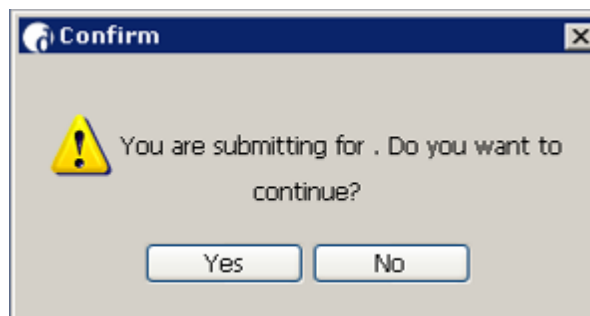 Confirm
You are submitting for . Do you want to
continue?
Yes No